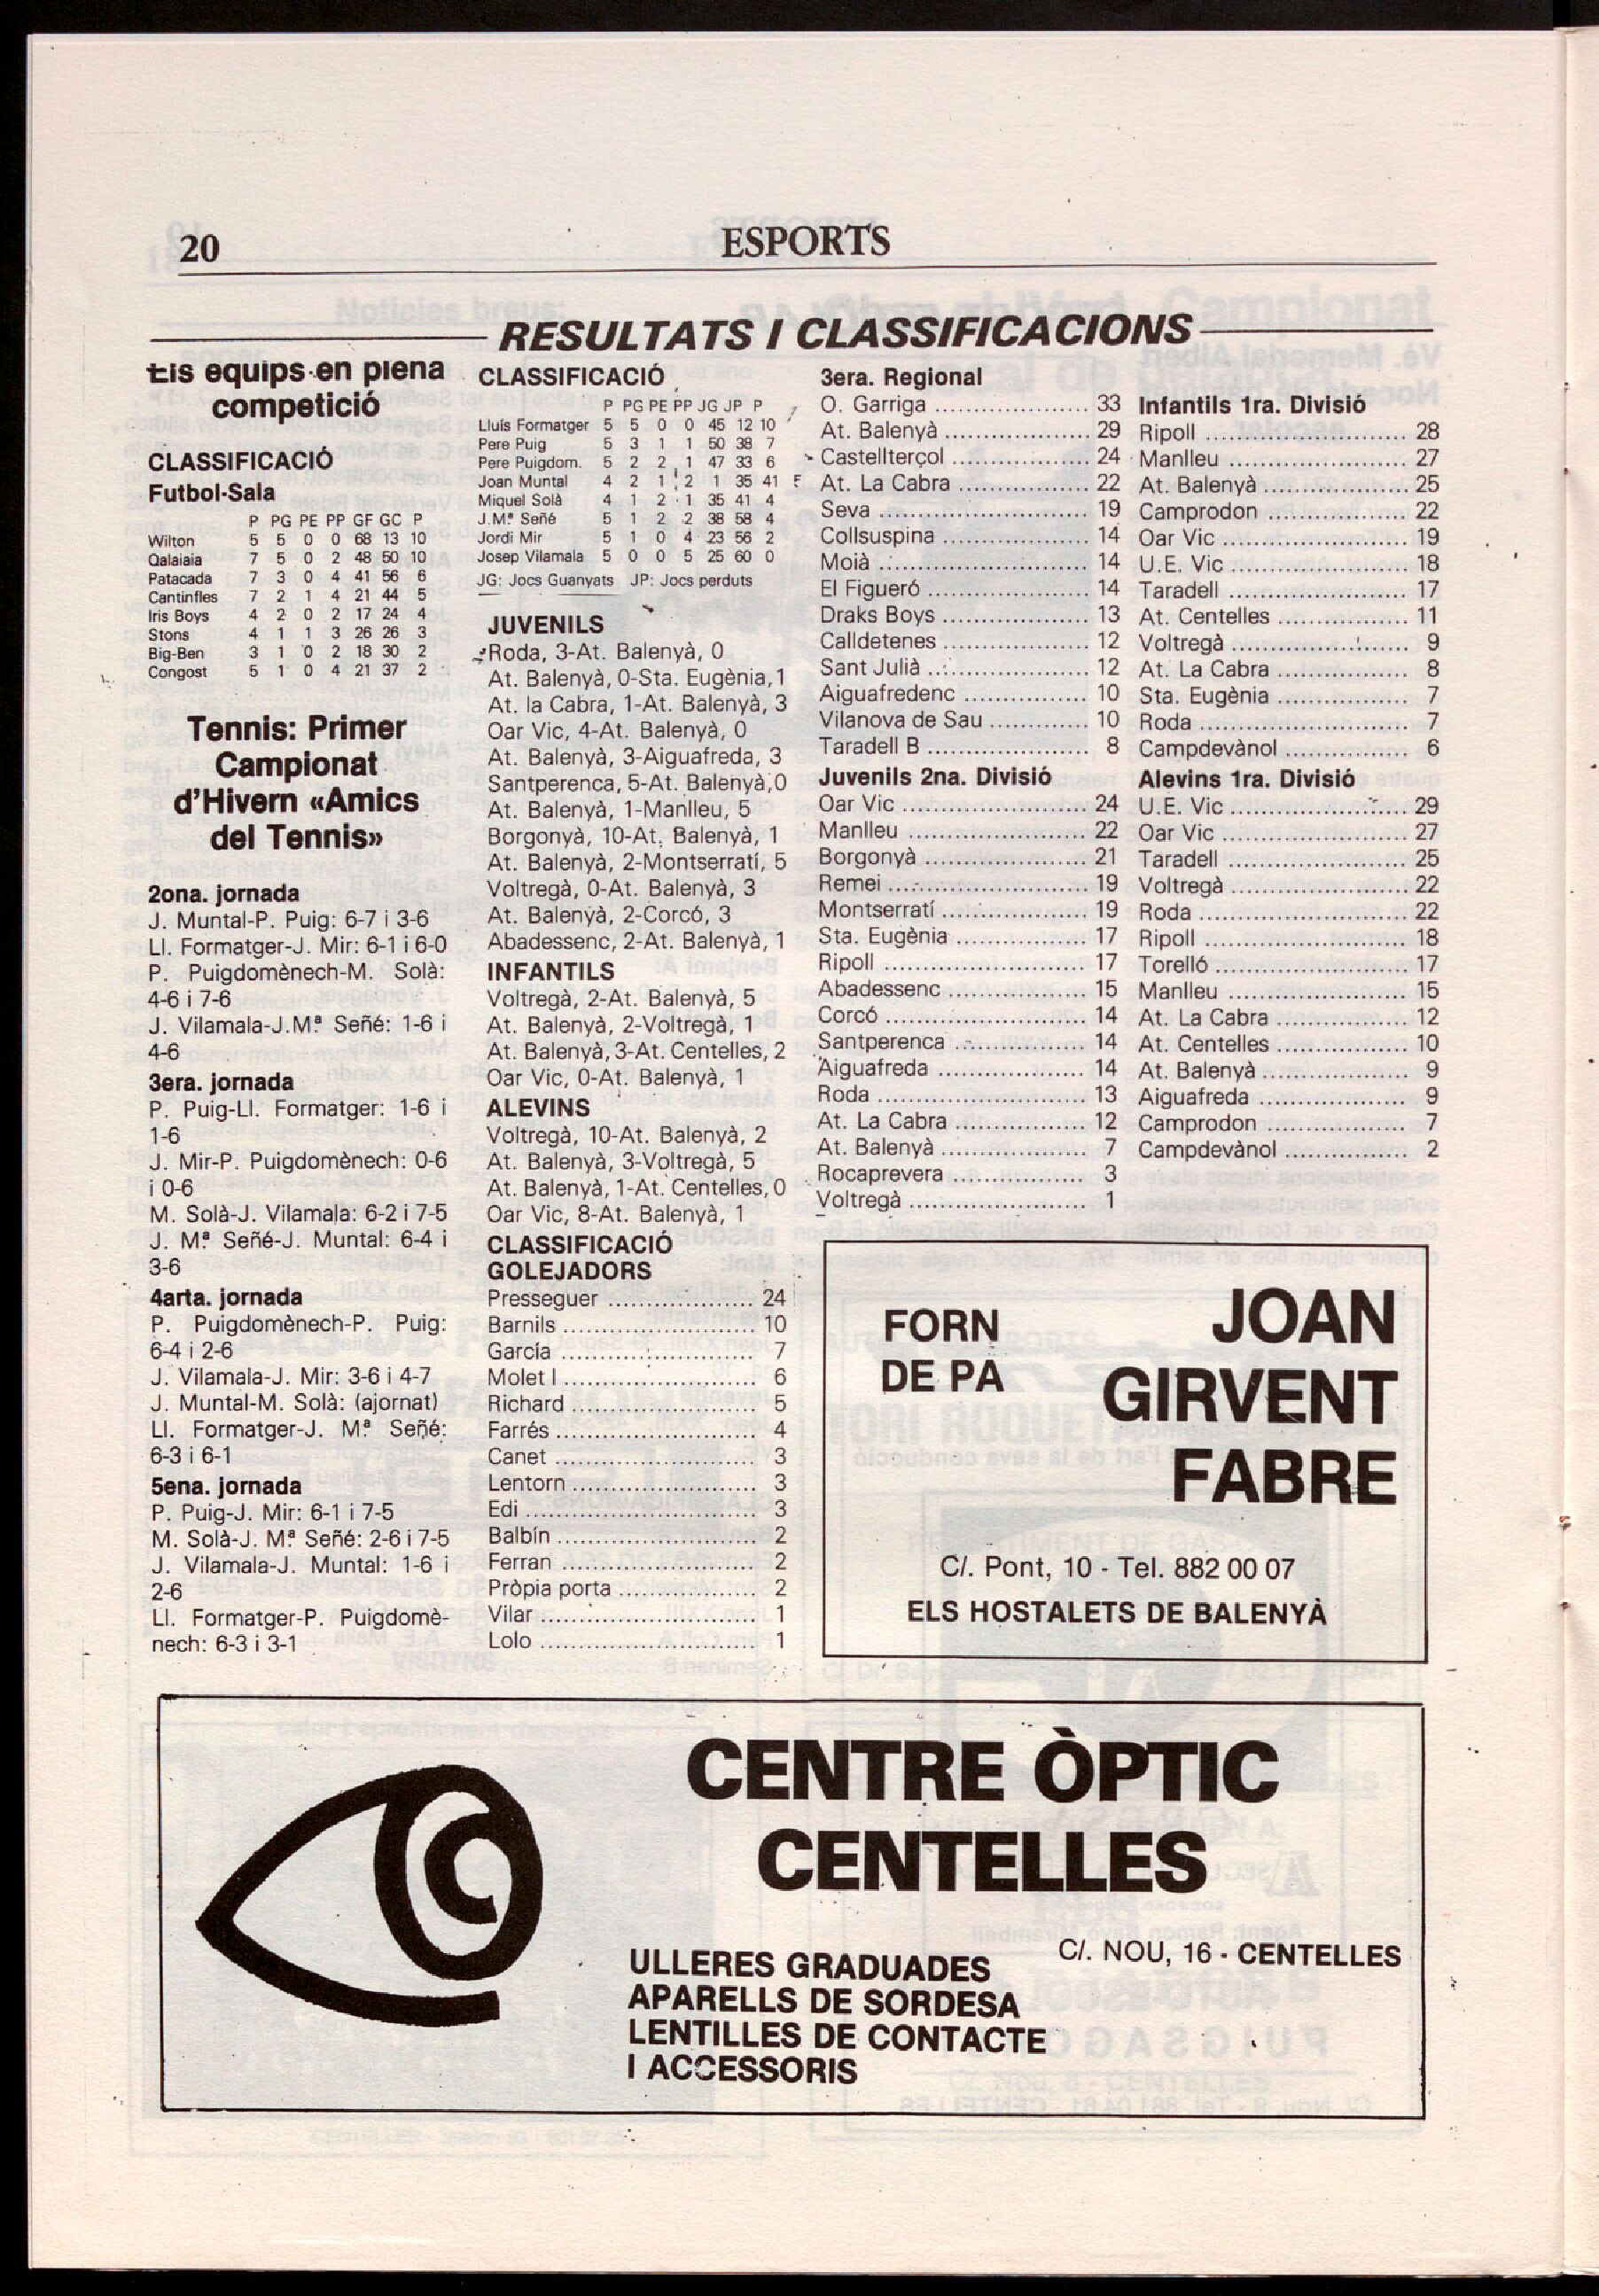 20
ESPORTS
RESULTATS I CLASSIFICACIONS
Els equips en plena
competició
CLASSIFICACIÓ
Futbol-Sala
P PG PE PP GF GC P
Wilton 5 5 0 0 68 13 10
Qalaiaia 7 5 0 2 48 50 10
Patacada 7 3 0 4 41 56 6
Cantinfles 7 2 1 4 21 44 5
Iris Boys 4 2 0 2 17 24 4
Stons 4 1 1 3 26 26 3
Big-Ben 3 1 0 2 18 30 2
Congost 5 1 0 4 21 37 2
Tennis: Primer
Campionat
d'Hivern «Amics
del Tennis»
2ona. jornada
J. Muntal-P. Puig: 6-7 i 3-6
Ll. Formatger-J. Mir: 6-1 i 6-0
P. Puigdomènech-M. Solà:
4-6 i 7-6
J. Vilamala-J.Mª Señé: 1-6 i
4-6
3era. jornada
P. Puig-Ll. Formatger: 1-6 i
1-6
J. Mir-P. Puigdomènech: 0-6
i 0-6
M. Solà-J. Vilamala: 6-2 i 7-5
J. Mª Señé-J. Muntal: 6-4 i
3-6
4arta. jornada
P. Puigdomènech-P. Puig:
6-4 i 2-6
J. Vilamala-J. Mir: 3-6 i 4-7
J. Muntal-M. Solà: (ajornat)
Ll. Formatger-J. Mª Señé:
6-3 i 6-1
5ena. jornada
P. Puig-J. Mir: 6-1 i 7-5
M. Solà-J. Mª Señé: 2-6 i 7-5
J. Vilamala-J. Muntal: 1-6 i
2-6
Ll. Formatger-P. Puigdomè-
nech: 6-3 i 3-1
CLASSIFICACIÓ
P PG PE PP JG JP P
Lluís Formatger 5 5 0 0 45 12 10
Pere Puig 5 3 1 1 50 38 7
Pere Puigdom. 5 2 2 1 47 33 6
Joan Muntal 4 2 1 2 1 35 41
Miquel Solà 4 1 2 1 35 41 4
J.Mª Señé 5 1 2 2 38 58 4
Jordi Mir 5 1 0 4 23 56 2
Josep Vilamala 5 0 0 5 25 60 0
JG: Jocs Guanyats JP: Jocs perduts
JUVENILS
Roda, 3-At. Balenyà, 0
At. Balenyà, 0-Sta. Eugènia, 1
At. la Cabra, 1-At. Balenyà, 3
Oar Vic, 4-At. Balenyà, 0
At. Balenyà, 3-Aiguafreda, 3
Santperenca, 5-At. Balenyà, 0
At. Balenyà, 1-Manlleu, 5
Borgonyà, 10-At. Balenyà, 1
At. Balenyà, 2-Montserratí, 5
Voltregà, 0-At. Balenyà, 3
At. Balenyà, 2-Corcó, 3
Abadessenc, 2-At. Balenyà, 1
INFANTILS
Voltregà, 2-At. Balenyà, 5
At. Balenyà, 2-Voltregà, 1
At. Balenyà, 3-At. Centelles, 2
Oar Vic, 0-At. Balenyà, 1
ALEVINS
Voltregà, 10-At. Balenyà, 2
At. Balenyà, 3-Voltregà, 5
At. Balenyà, 1-At. Centelles, 0
Oar Vic, 8-At. Balenyà, 1
CLASSIFICACIÓ
GOLEJADORS
Presseguer ........ 24
Barnils ........ 10
García ........ 7
Molet I ........ 6
Richard ........ 5
Farrés ........ 4
Canet ........ 3
Lentorn ........ 3
Edi ........ 3
Balbín ........ 2
Ferran ........ 2
Pròpia porta ........ 2
Vilar ........ 1
Lolo ........ 1
3era. Regional
O. Garriga ........ 33
At. Balenyà ........ 29
Castellterçol ........ 24
At. La Cabra ........ 22
Seva ........ 19
Collsuspina ........ 14
Moià ........ 14
El Figueró ........ 14
Draks Boys ........ 13
Calldetenes ........ 12
Sant Julià ........ 12
Aiguafredenc ........ 10
Vilanova de Sau ........ 10
Taradell B ........ 8
Juvenils 2na. Divisió
Oar Vic ........ 24
Manlleu ........ 22
Borgonyà ........ 21
Remei ........ 19
Montserratí ........ 19
Sta. Eugènia ........ 17
Ripoll ........ 17
Abadessenc ........ 15
Corcó ........ 14
Santperenca ........ 14
Aiguafreda ........ 14
Roda ........ 13
At. La Cabra ........ 12
At. Balenyà ........ 7
Rocaprevera ........ 3
Voltregà ........ 1
Infantils 1ra. Divisió
Ripoll ........ 28
Manlleu ........ 27
At. Balenyà ........ 25
Camprodon ........ 22
Oar Vic ........ 19
U.E. Vic ........ 18
Taradell ........ 17
At. Centelles ........ 11
Voltregà ........ 9
At. La Cabra ........ 8
Sta. Eugènia ........ 7
Roda ........ 7
Campdevànol ........ 6
Alevins 1ra. Divisió
U.E. Vic ........ 29
Oar Vic ........ 27
Taradell ........ 25
Voltregà ........ 22
Roda ........ 22
Ripoll ........ 18
Torelló ........ 17
Manlleu ........ 15
At. La Cabra ........ 12
At. Centelles ........ 10
At. Balenyà ........ 9
Aiguafreda ........ 9
Camprodon ........ 7
Campdevànol ........ 2
FORN
DE PA
JOAN
GIRVENT
FABRE
C/. Pont, 10 - Tel. 882 00 07
ELS HOSTALETS DE BALENYÀ
CENTRE ÒPTIC
CENTELLES
C/. NOU, 16 - CENTELLES
ULLERES GRADUADES
APARELLS DE SORDESA
LENTILLES DE CONTACTE
I ACCESSORIS